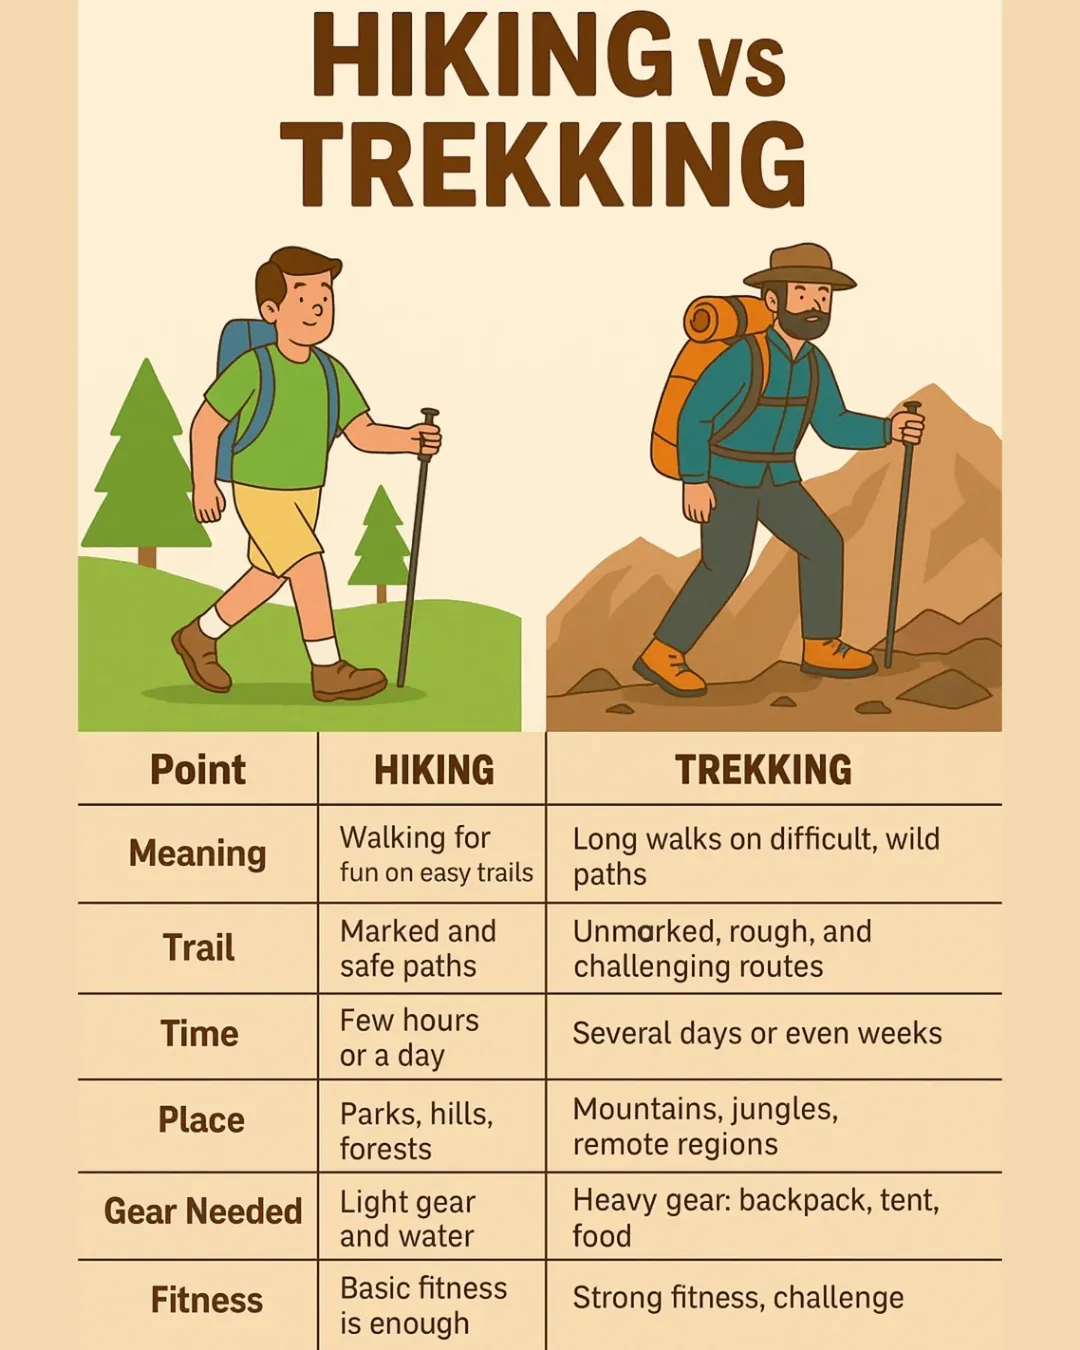 HIKING VS
TREKKING
Point HIKING TREKKING
Meaning
Walking for
fun on easy trails
Long walks on difficult, wild
paths
Trail
Marked and
safe paths
Unmarked, rough, and
challenging routes
Time
Few hours
or a day
Several days or even weeks
Place
Parks, hills,
forests
Mountains, jungles,
remote regions
Gear Needed
Light gear
and water
Heavy gear: backpack, tent,
food
Fitness
Basic fitness
is enough
Strong fitness, challenge